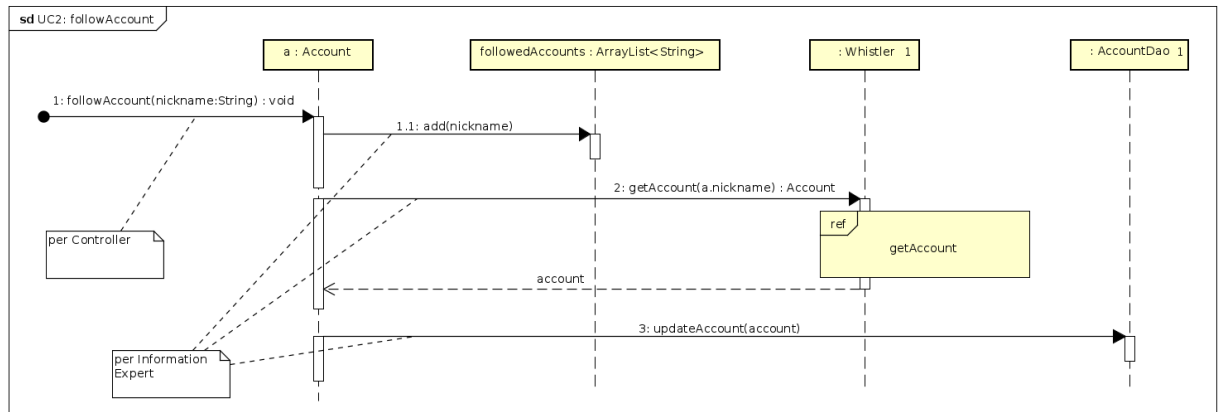 sd UC2: followAccount
a : Account
followedAccounts : ArrayList<String>
: Whistler 1
: AccountDao 1
1: followAccount(nickname:String) : void
1.1: add(nickname)
2: getAccount(a.nickname) : Account
ref
per Controller
getAccount
account
3: updateAccount(account)
per Information
Expert